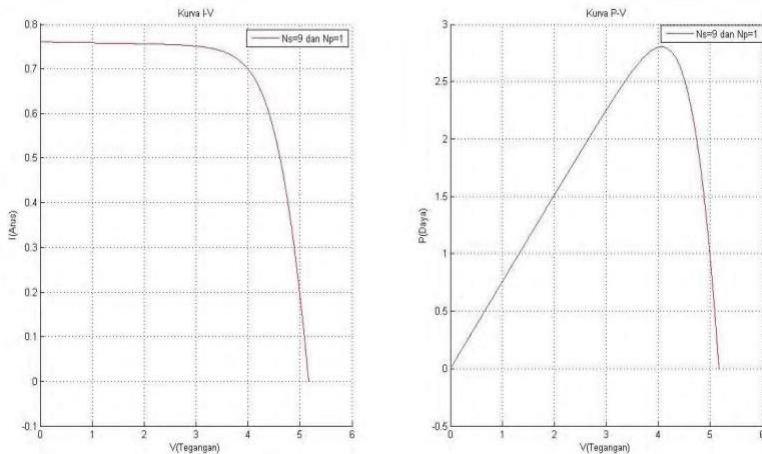 Kurva I-V
Ns=9 dan Np=1
0.8
0.7
0.6
0.5
0.4
0.3
0.2
0.1
0
-0.1
I(Arus)
0 1 2 3 4 5 6
V(Tegangan)
Kurva P-V
Ns=9 dan Np=1
3
2.5
2
1.5
1
0.5
0
-0.5
P(Daya)
0 1 2 3 4 5 6
V(Tegangan)